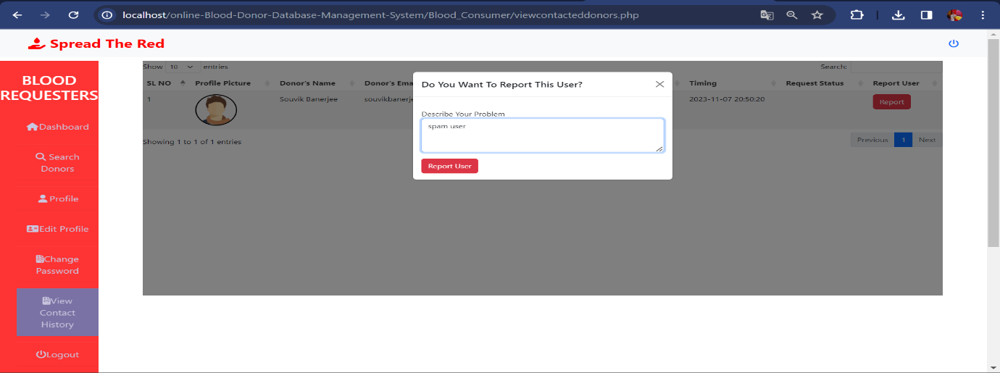 localhost/online-Blood-Donor-Database-Management-System/Blood_Consumer/viewcontacteddonors.php
Spread The Red
BLOOD
REQUESTERS
Dashboard
Search
Donors
Profile
Edit Profile
Change
Password
View
Contact
History
Logout
Show 10 entries
Search:
SL NO Profile Picture Donor's Name Donor's Ema Timing Request Status Report User
1 Souvik Banerjee souvikbanerje 2023-11-07 20:50:20 Report
Showing 1 to 1 of 1 entries
Previous 1 Next
Do You Want To Report This User?
Describe Your Problem
spam user
Report User